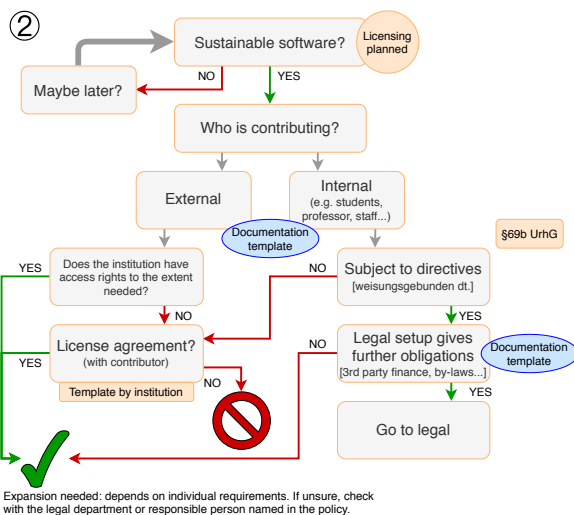 2
Sustainable software?
Licensing
planned
NO
YES
Maybe later?
Who is contributing?
External
Internal
(e.g. students,
professor, staff...)
Documentation
template
§69b UrhG
YES
Does the institution have
access rights to the extent
needed?
NO
Subject to directives
[weisungsgebunden dt.]
NO
YES
YES
License agreement?
(with contributor)
NO
Template by institution
NO
Legal setup gives
further obligations
[3rd party finance, by-laws...]
Documentation
template
YES
Go to legal
Expansion needed: depends on individual requirements. If unsure, check
with the legal department or responsible person named in the policy.